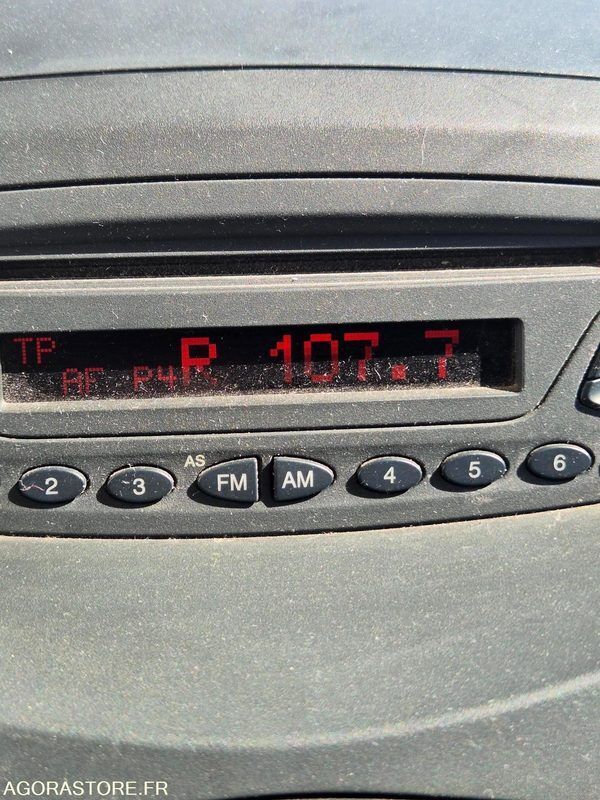 TP R 107.7
AF P4
AS
2 3 FM AM 4 5 6
AGORASTORE.FR